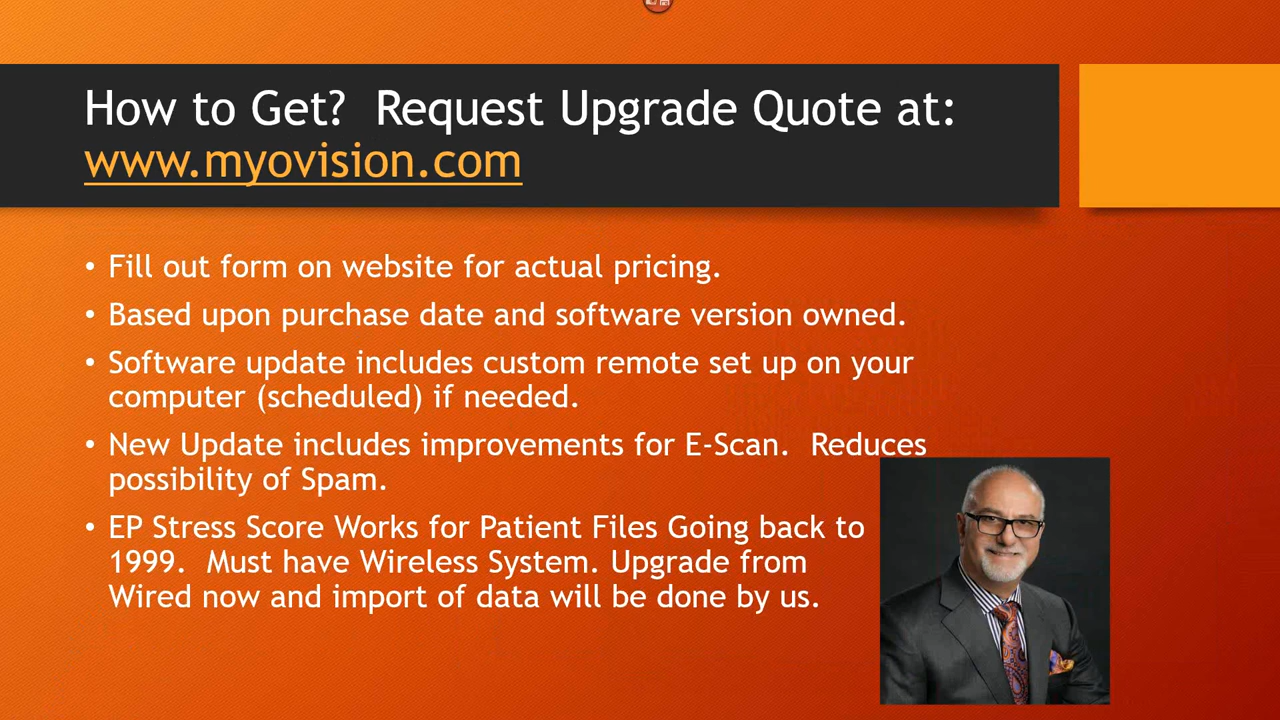 How to Get?  Request Upgrade Quote at:
www.myovision.com
• Fill out form on website for actual pricing.
• Based upon purchase date and software version owned.
• Software update includes custom remote set up on your
computer (scheduled) if needed.
• New Update includes improvements for E-Scan.  Reduces
possibility of Spam.
• EP Stress Score Works for Patient Files Going back to
1999.  Must have Wireless System. Upgrade from
Wired now and import of data will be done by us.